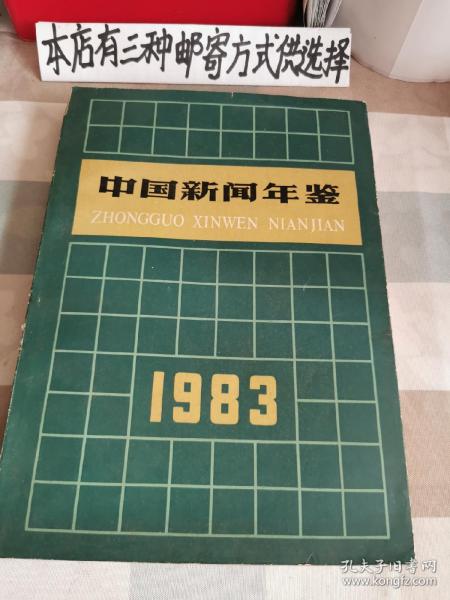 本店有三种邮寄方式供选择
中国新闻年鉴
ZHONGGUO XINWEN NIANJIAN
1983
孔夫子旧书网
www.kongfz.com